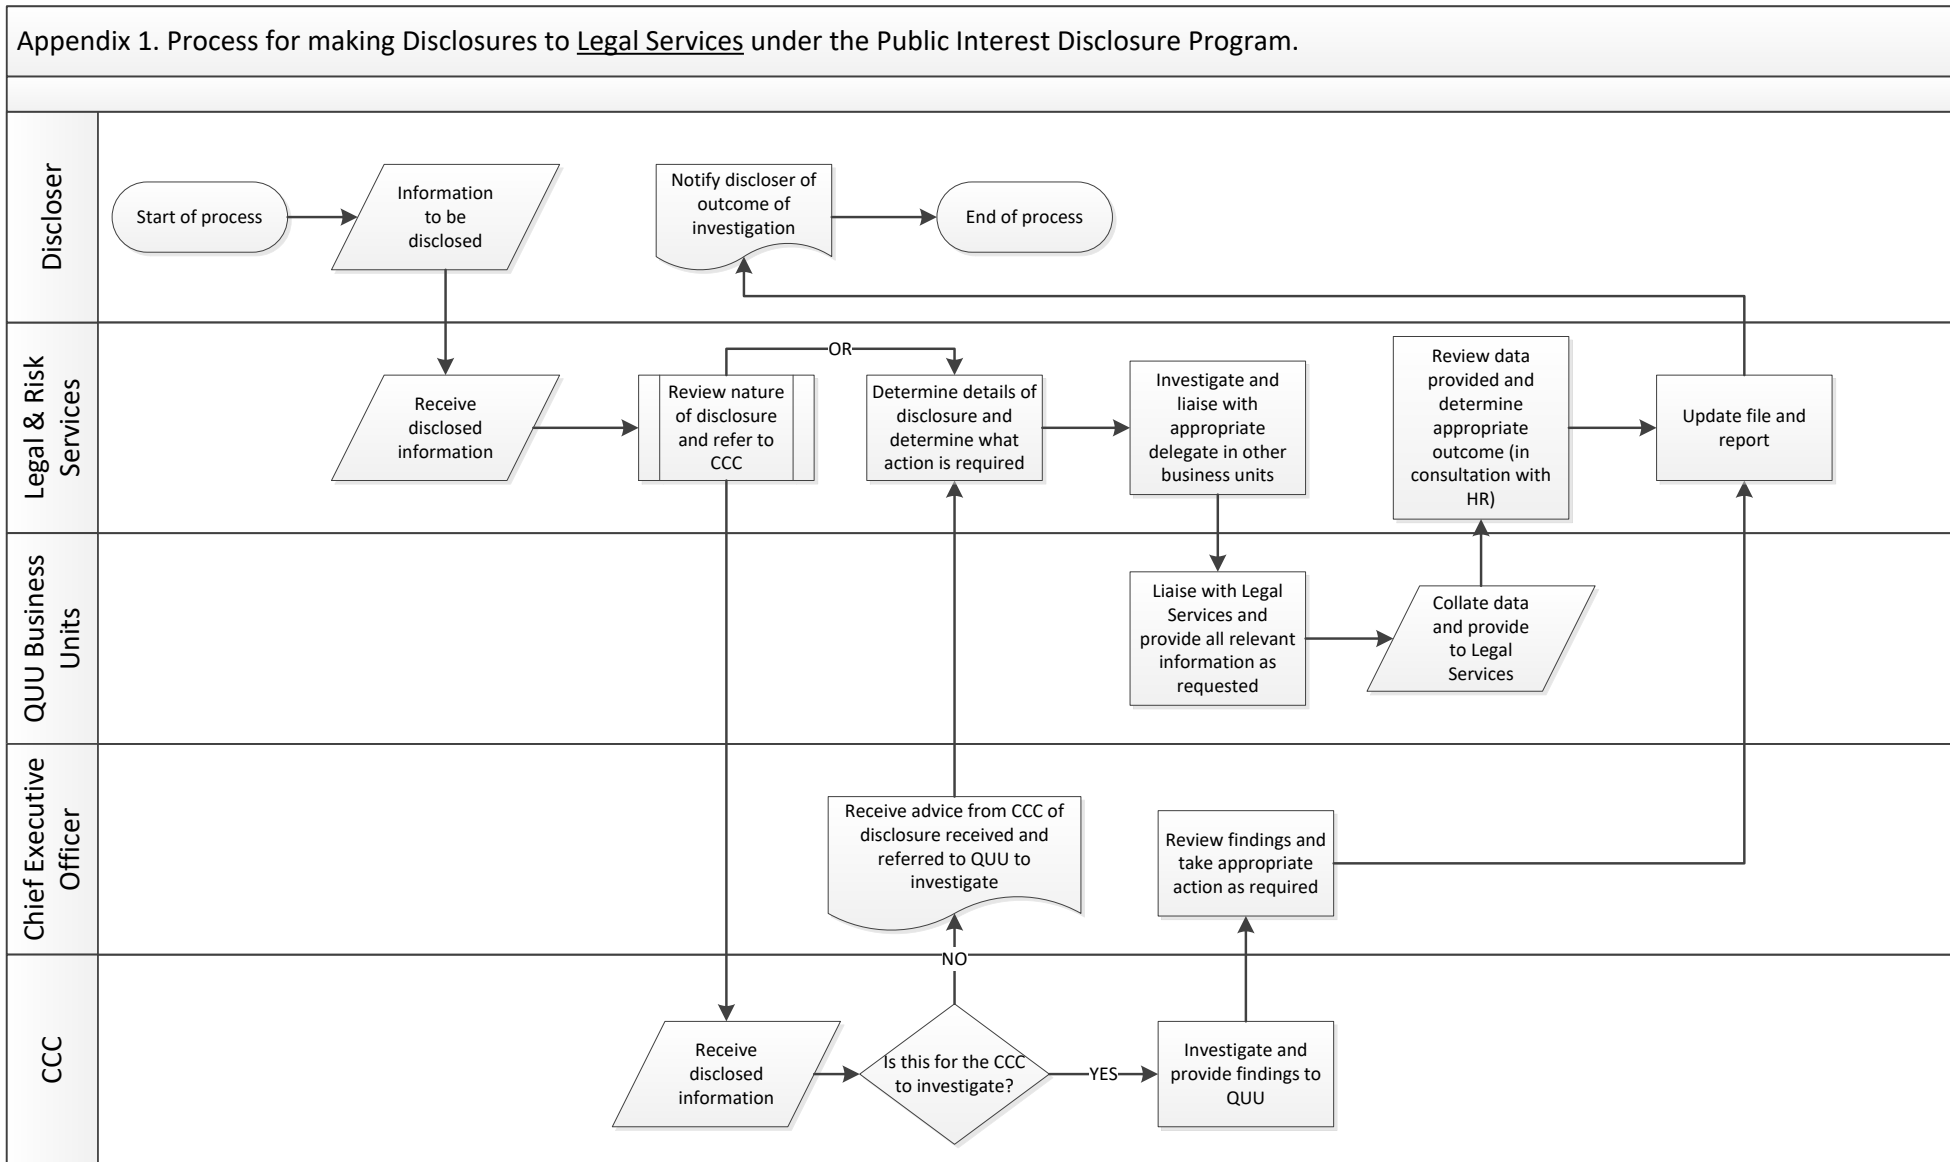 Appendix 1. Process for making Disclosures to Legal Services under the Public Interest Disclosure Program.
Discloser
Start of process
Information
to be
disclosed
Notify discloser of
outcome of
investigation
End of process
Legal & Risk
Services
Receive
disclosed
information
Review nature
of disclosure
and refer to
CCC
OR
Determine details of
disclosure and
determine what
action is required
Investigate and
liaise with
appropriate
delegate in other
business units
Review data
provided and
determine
appropriate
outcome (in
consultation with
HR)
Update file and
report
QUU Business
Units
Liaise with Legal
Services and
provide all relevant
information as
requested
Collate data
and provide
to Legal
Services
Chief Executive
Officer
Receive advice from CCC of
disclosure received and
referred to QUU to
investigate
Review findings and
take appropriate
action as required
NO
CCC
Receive
disclosed
information
Is this for the CCC
to investigate?
YES
Investigate and
provide findings to
QUU